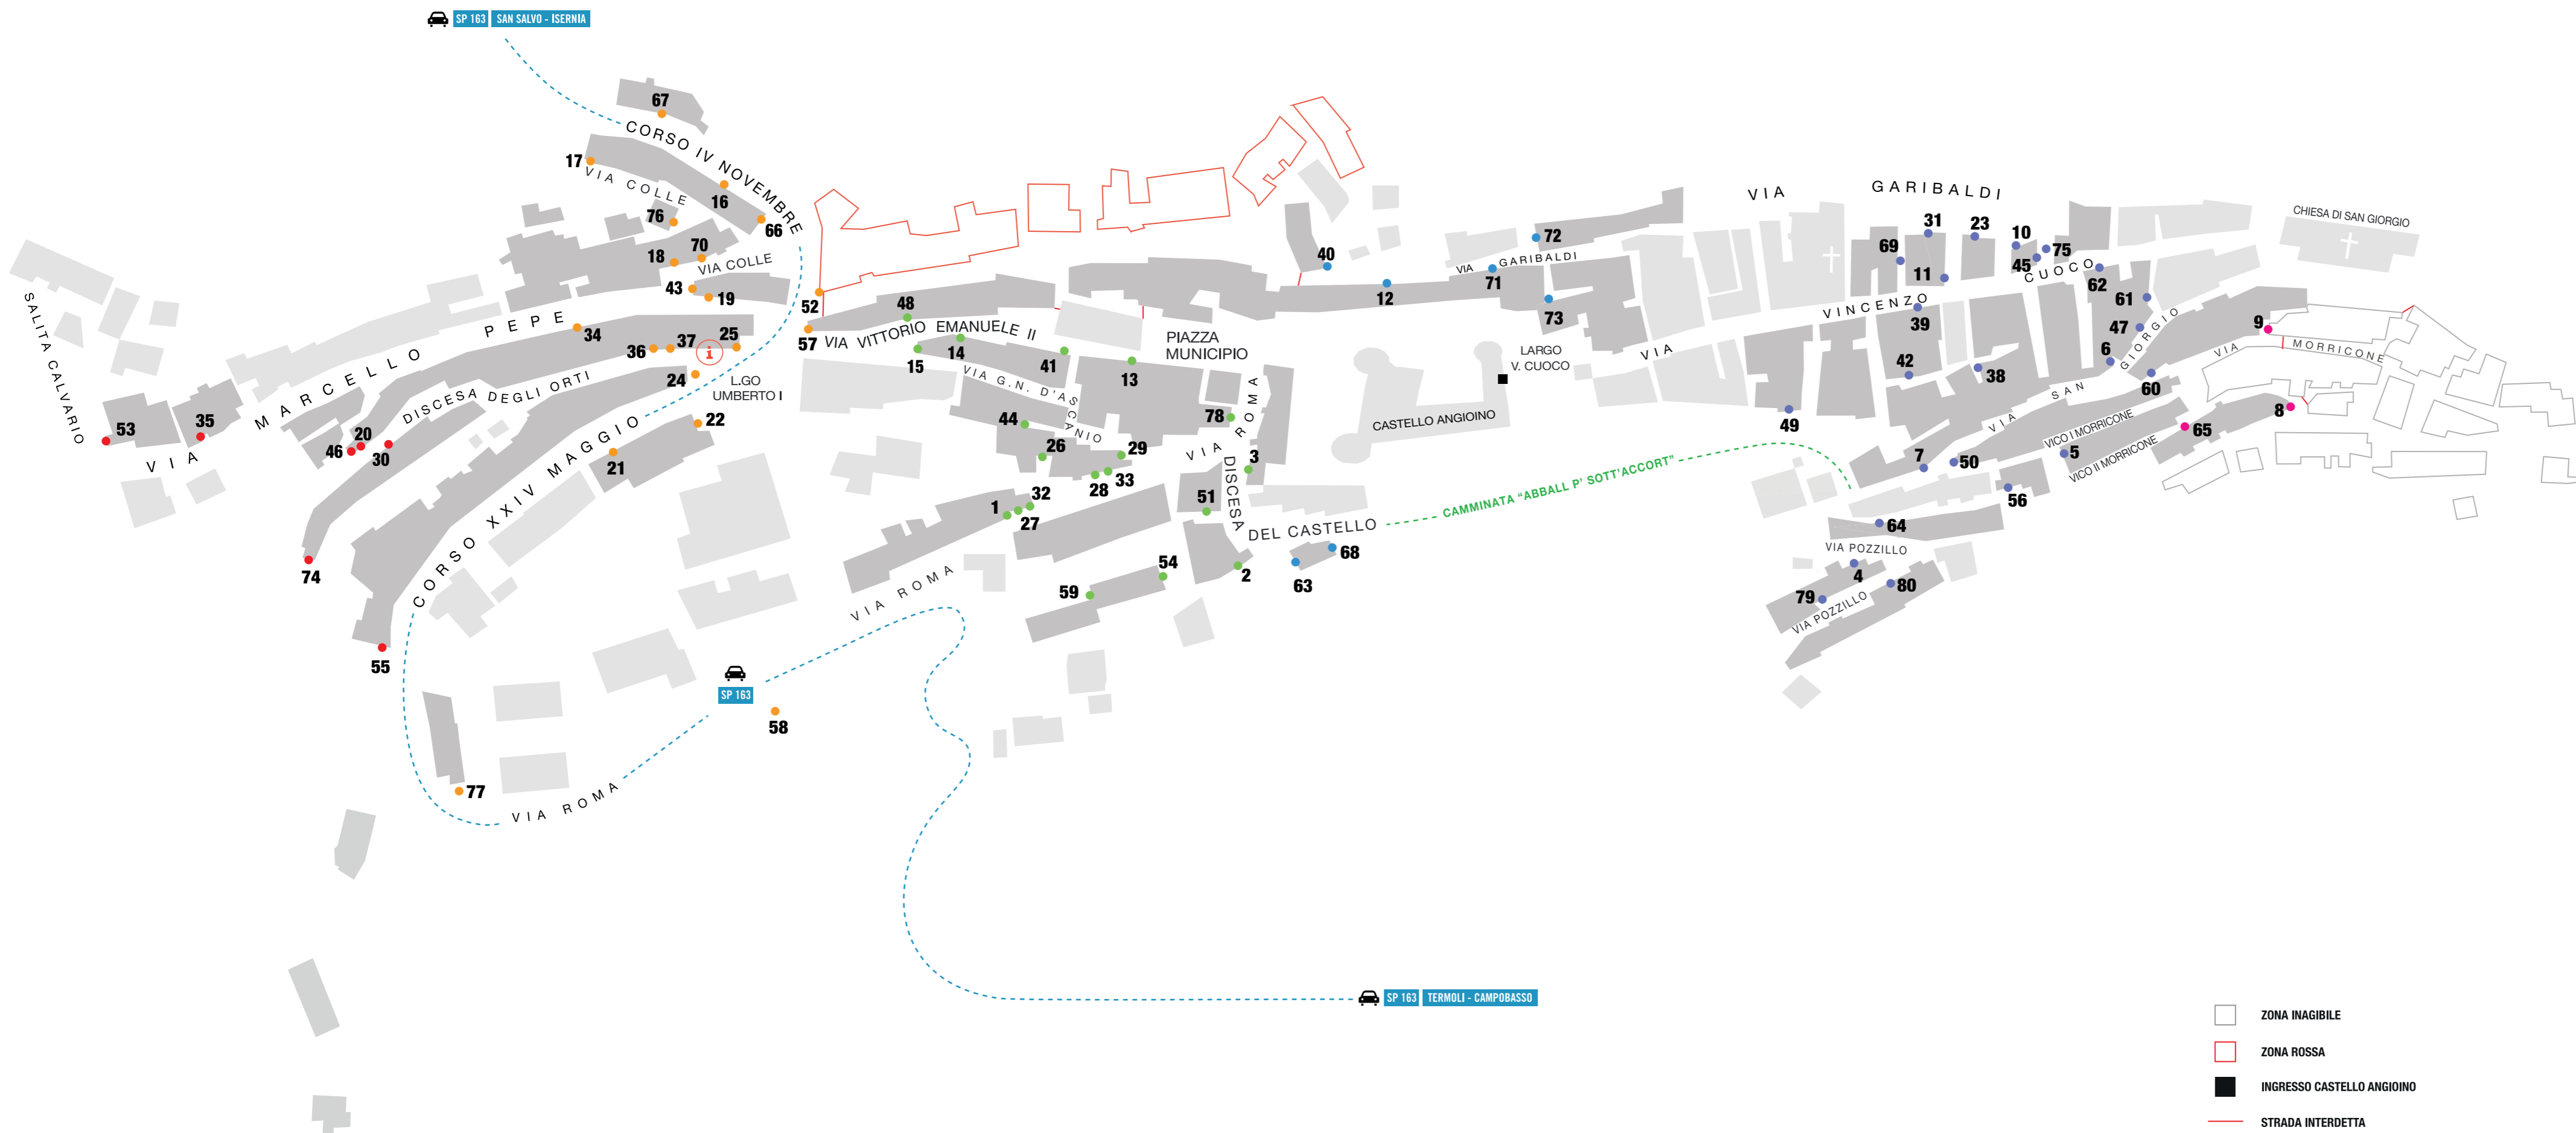 SP 163 SAN SALVO - ISERNIA
67
CORSO IV NOVEMBRE
17
VIA COLLE
16
76
66
70
18
VIA COLLE
43
19
52
SALITA CALVARIO
VIA MARCELLO PEPE
34
36
37
i
25
24
L.GO
UMBERTO I
DISCESA DEGLI ORTI
53
35
20
46
30
22
21
CORSO XXIV MAGGIO
74
55
77
VIA ROMA
SP 163
58
57
48
VIA VITTORIO EMANUELE II
15
14
41
13
PIAZZA
MUNICIPIO
VIA G.N. D'ASCANIO
44
26
29
28
33
78
VIA ROMA
3
32
1
27
51
DISCESA
DEL CASTELLO
VIA ROMA
54
59
2
63
68
40
12
72
VIA GARIBALDI
71
73
LARGO
V. CUOCO
CASTELLO ANGIOINO
CAMMINATA “ABBALL P’ SOTT’ACCORT”
VIA GARIBALDI
31
23
10
69
11
45
75
VIA VINCENZO CUOCO
62
61
39
47
42
38
6
60
49
VIA SAN GIORGIO
CHIESA DI SAN GIORGIO
9
VIA MORRICONE
8
VICO I MORRICONE
65
5
VICO II MORRICONE
7
50
56
64
VIA POZZILLO
4
80
79
VIA POZZILLO
SP 163 TERMOLI - CAMPOBASSO
ZONA INAGIBILE
ZONA ROSSA
INGRESSO CASTELLO ANGIOINO
STRADA INTERDETTA